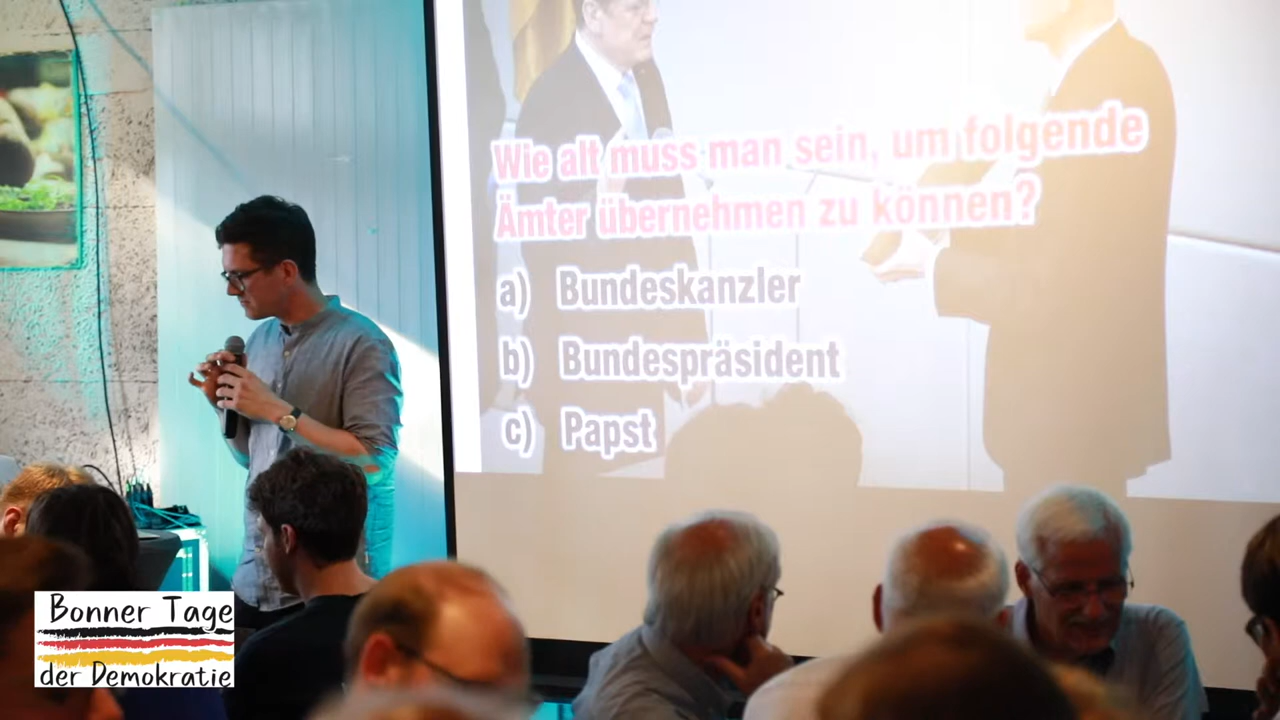 Wie alt muss man sein, um folgende
Ämter übernehmen zu können?
a) Bundeskanzler
b) Bundespräsident
c) Papst
Bonner Tage
der Demokratie